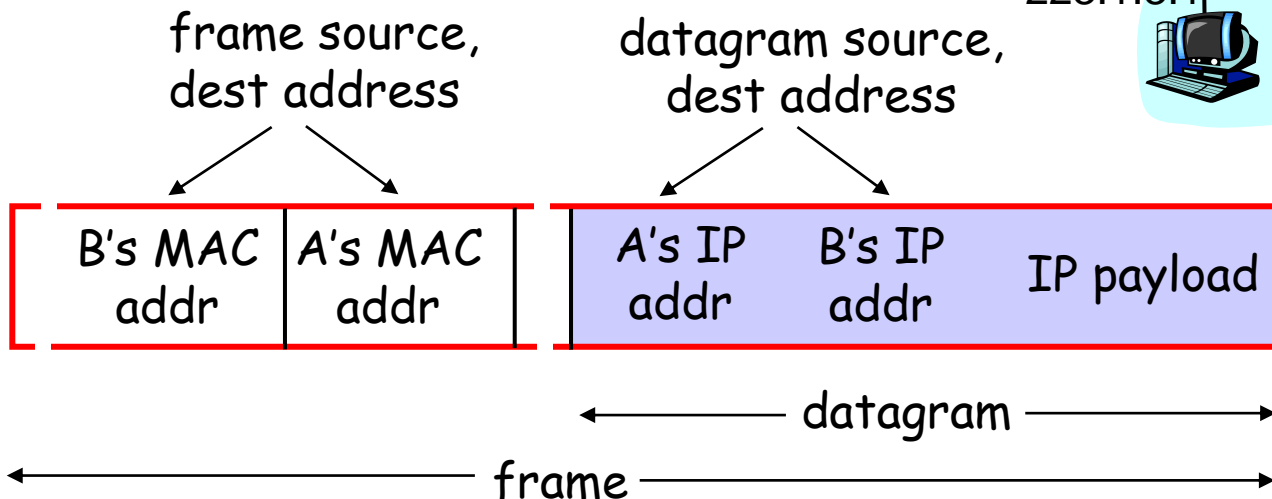 frame source,
dest address
datagram source,
dest address
B's MAC
addr
A's MAC
addr
A's IP
addr
B's IP
addr
IP payload
datagram
frame